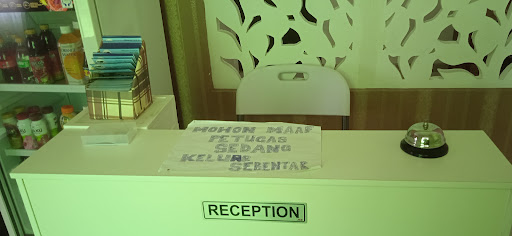 MOHON MAAF
PETUGAS
SEDANG
KELUAR
SEBENTAR
RECEPTION